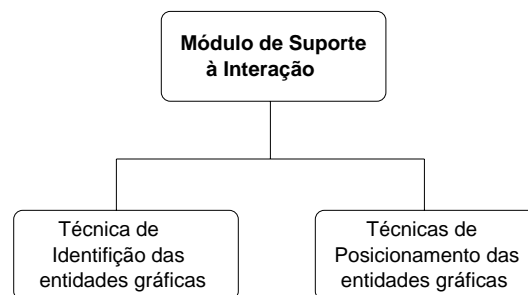 Módulo de Suporte
à Interação
Técnica de
Identifição das
entidades gráficas
Técnicas de
Posicionamento das
entidades gráficas